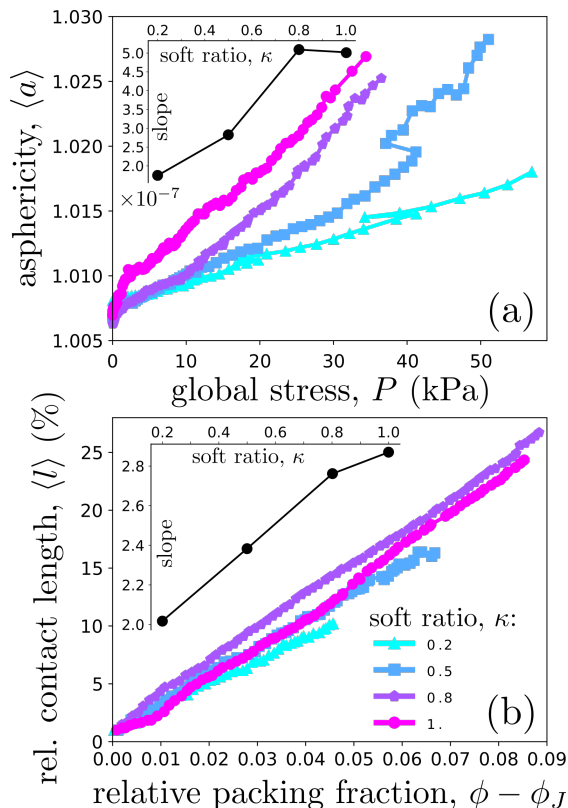 1.030
1.025
1.020
1.015
1.010
1.005
asphericity, ⟨a⟩
0.2 0.4 0.6 0.8 1.0
soft ratio, κ
5.0
4.5
4.0
3.5
3.0
2.5
2.0
slope
×10−7
(a)
0 10 20 30 40 50
global stress, P (kPa)
25
20
15
10
5
0
rel. contact length, ⟨l⟩ (%)
0.2 0.4 0.6 0.8 1.0
soft ratio, κ
2.8
2.6
2.4
2.2
2.0
slope
soft ratio, κ:
0.2
0.5
0.8
1.
(b)
0.00 0.01 0.02 0.03 0.04 0.05 0.06 0.07 0.08 0.09
relative packing fraction, ϕ − ϕJ